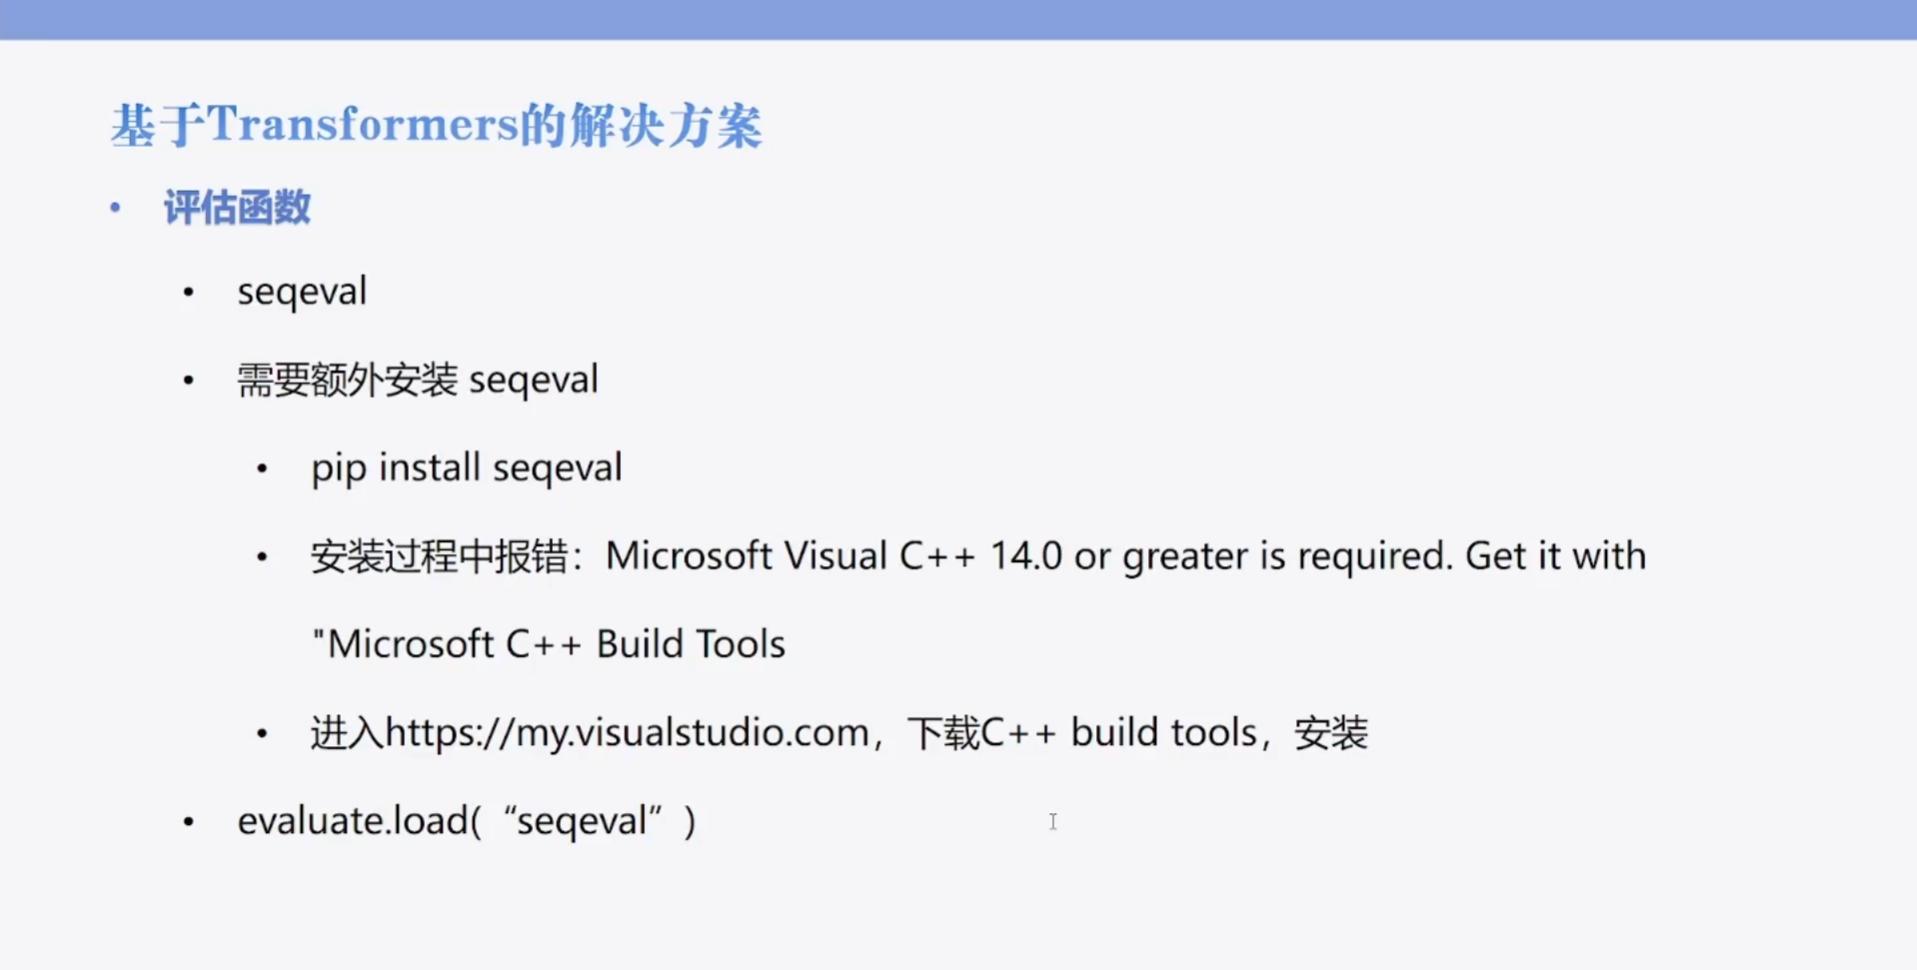 基于Transformers的解决方案
• 评估函数
• seqeval
• 需要额外安装 seqeval
• pip install seqeval
• 安装过程中报错：Microsoft Visual C++ 14.0 or greater is required. Get it with
"Microsoft C++ Build Tools
• 进入https://my.visualstudio.com，下载C++ build tools，安装
• evaluate.load(“seqeval”)